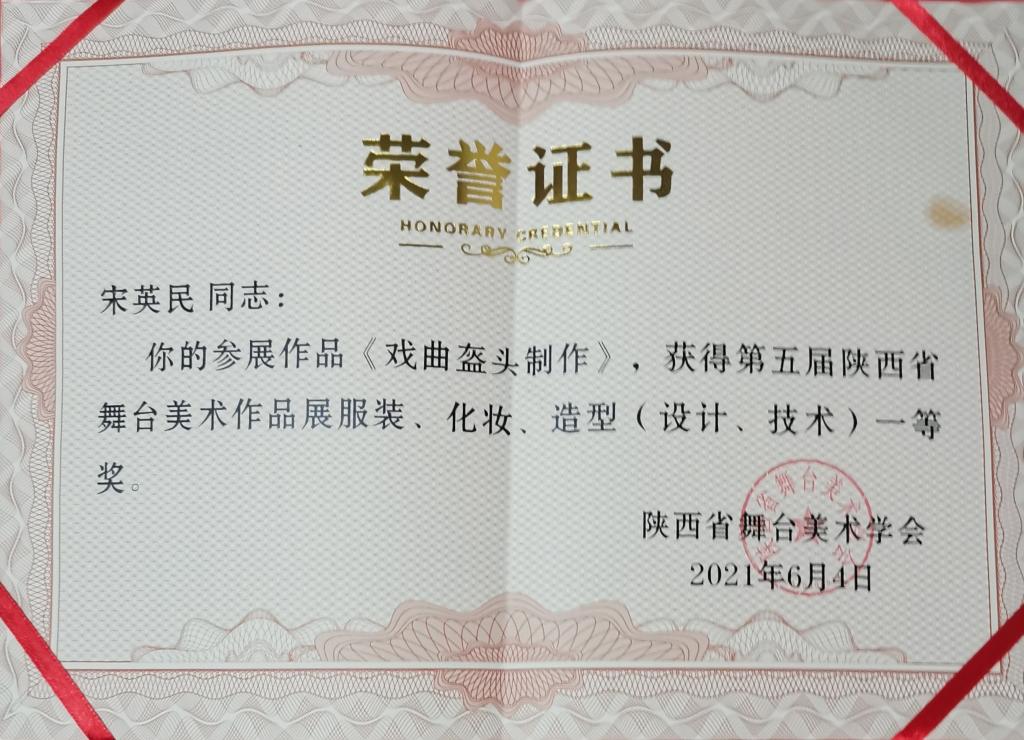 荣誉证书
HONORARY CREDENTIAL
宋英民 同志：
你的参展作品《戏曲盔头制作》，获得第五届陕西省
舞台美术作品展服装、化妆、造型（设计、技术）一等
奖。
陕西省舞台美术学会
2021年6月4日